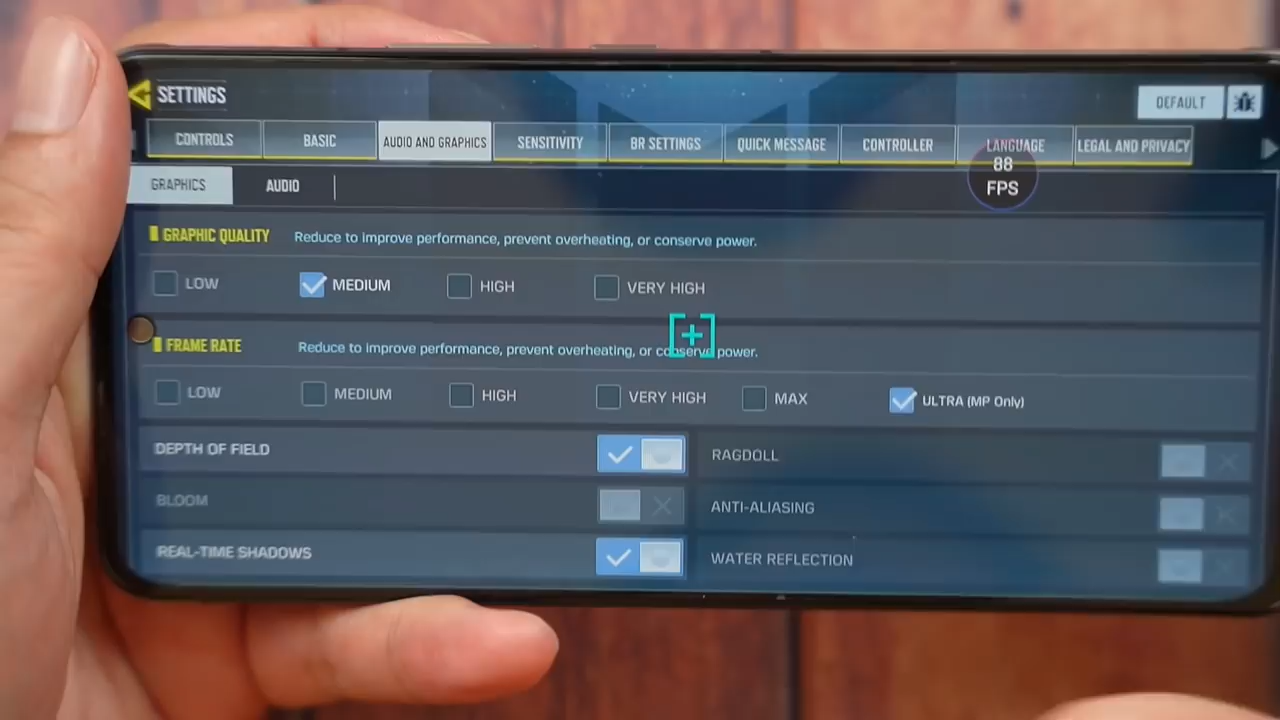 SETTINGS
DEFAULT
CONTROLS
BASIC
AUDIO AND GRAPHICS
SENSITIVITY
BR SETTINGS
QUICK MESSAGE
CONTROLLER
LANGUAGE
LEGAL AND PRIVACY
88
FPS
GRAPHICS
AUDIO
GRAPHIC QUALITY Reduce to improve performance, prevent overheating, or conserve power.
LOW MEDIUM HIGH VERY HIGH
FRAME RATE Reduce to improve performance, prevent overheating, or conserve power.
LOW MEDIUM HIGH VERY HIGH MAX ULTRA (MP Only)
DEPTH OF FIELD
RAGDOLL
BLOOM
ANTI-ALIASING
REAL-TIME SHADOWS
WATER REFLECTION